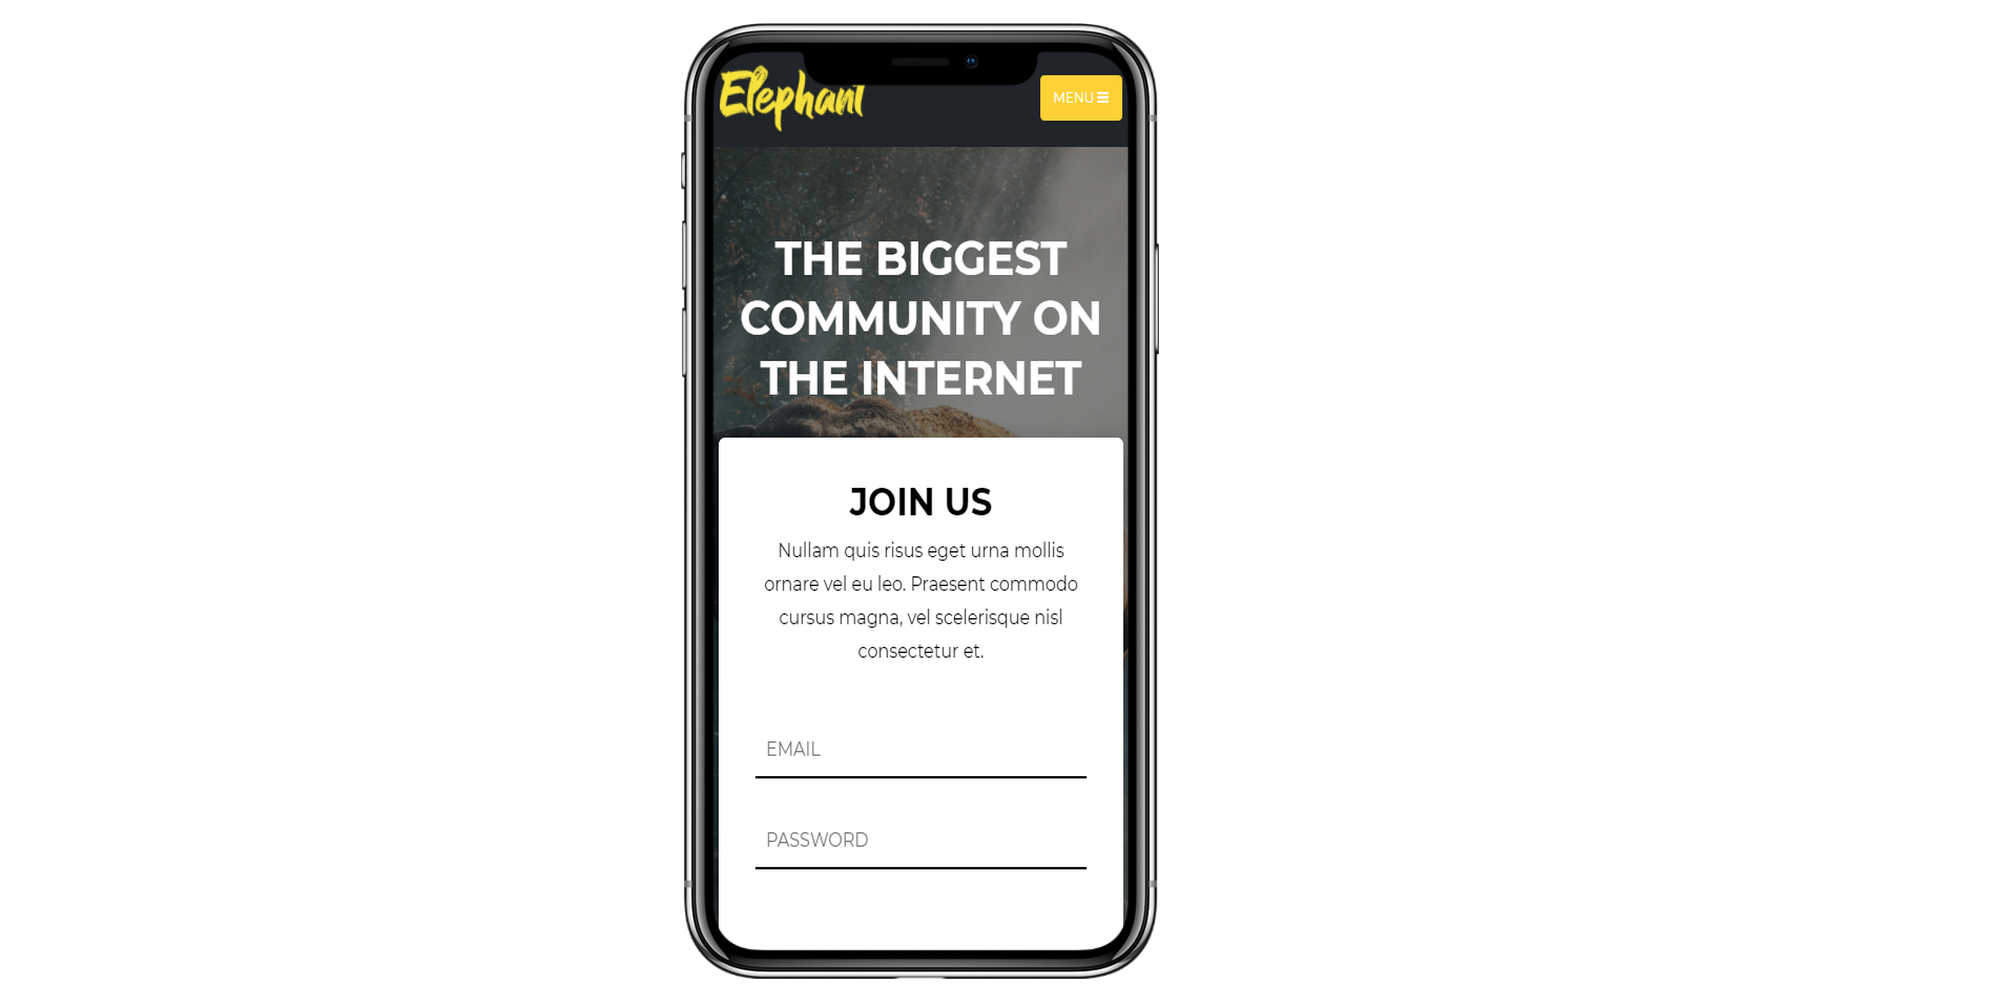 Elephant
MENU
THE BIGGEST
COMMUNITY ON
THE INTERNET
JOIN US
Nullam quis risus eget urna mollis
ornare vel eu leo. Praesent commodo
cursus magna, vel scelerisque nisl
consectetur et.
EMAIL
PASSWORD